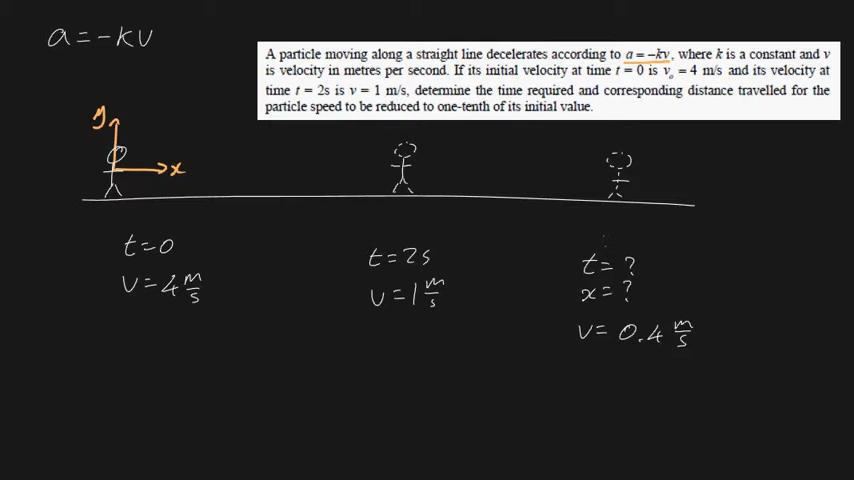 a = -kv
A particle moving along a straight line decelerates according to a = –kv, where k is a constant and v
is velocity in metres per second. If its initial velocity at time t = 0 is v₀ = 4 m/s and its velocity at
time t = 2s is v = 1 m/s, determine the time required and corresponding distance travelled for the
particle speed to be reduced to one-tenth of its initial value.
y
x
t=0
v=4 m/s
t=2s
v=1 m/s
t=?
x=?
v=0.4 m/s